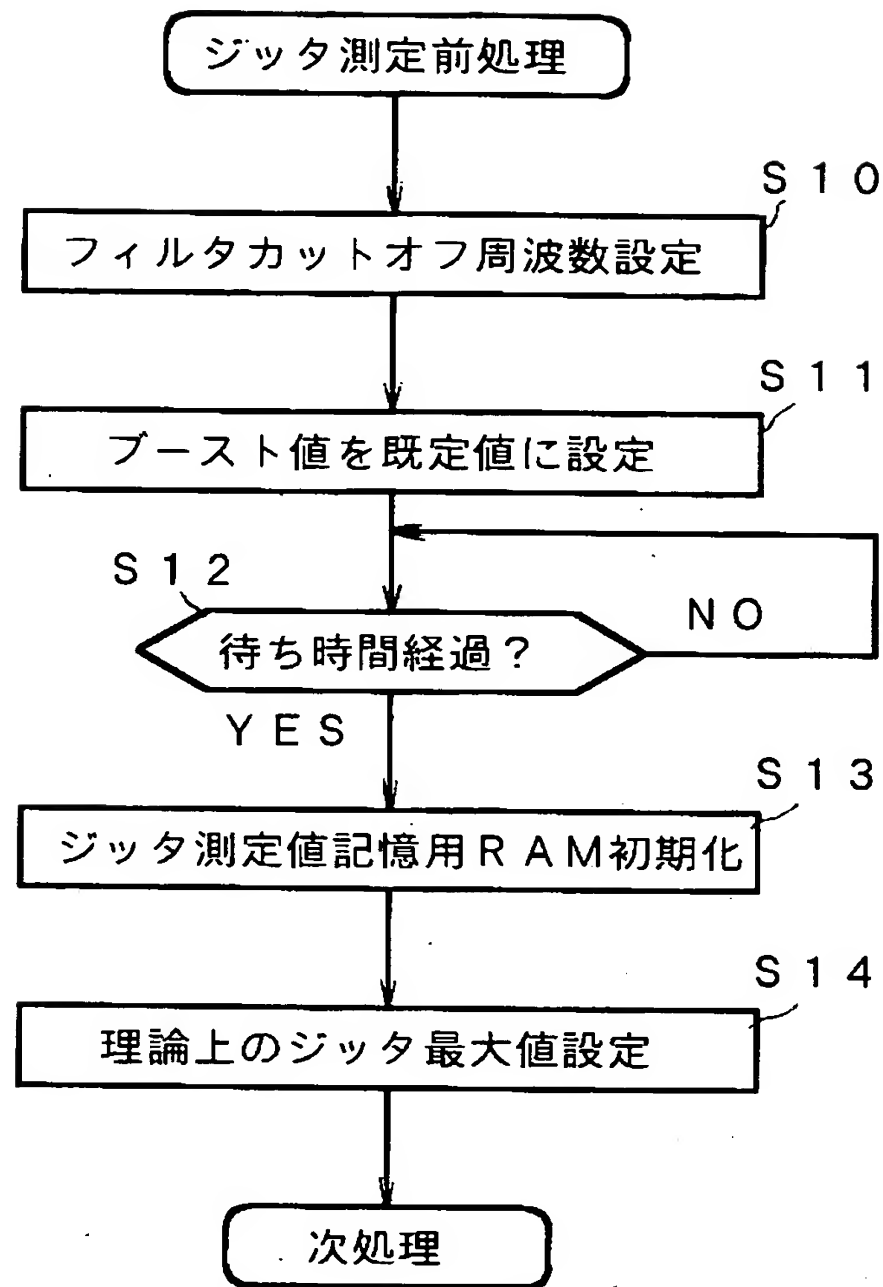 ジッタ測定前処理
S10
フィルタカットオフ周波数設定
S11
ブースト値を既定値に設定
S12
待ち時間経過?
NO
YES
S13
ジッタ測定値記憶用RAM初期化
S14
理論上のジッタ最大値設定
次処理